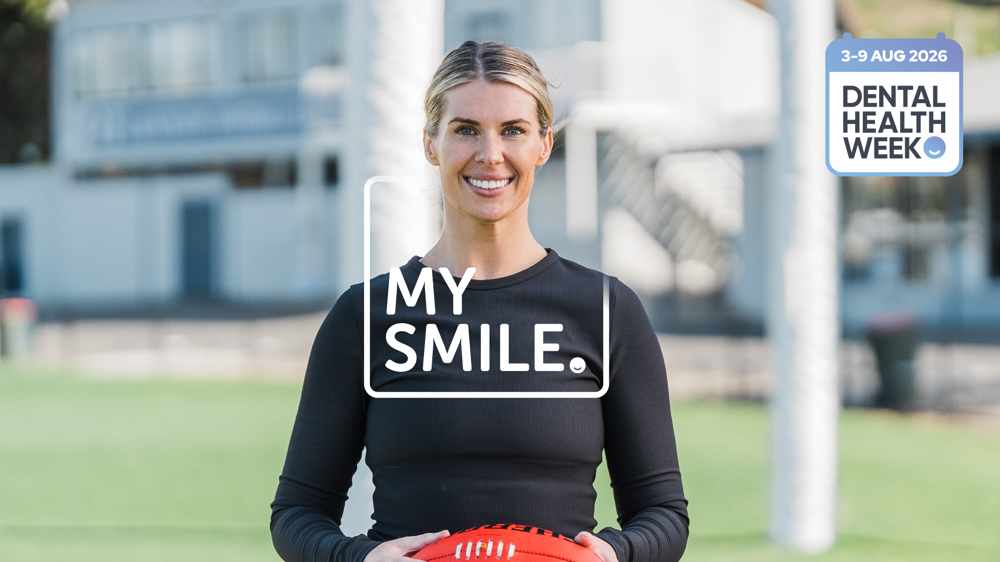 3–9 AUG 2026
DENTAL
HEALTH
WEEK
MY
SMILE.